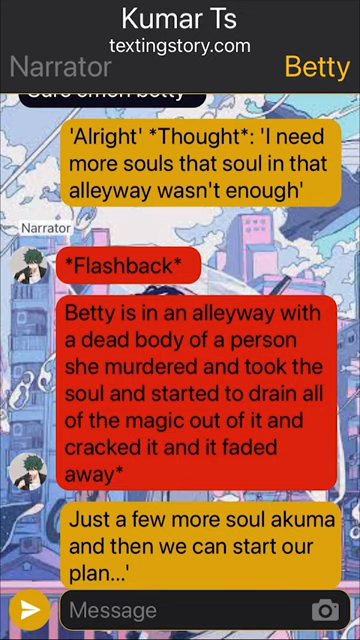 Kumar Ts
textingstory.com
Narrator Betty
Sure emon betty
'Alright' *Thought*: 'I need
more souls that soul in that
alleyway wasn't enough'
Narrator
*Flashback*
Betty is in an alleyway with
a dead body of a person
she murdered and took the
soul and started to drain all
of the magic out of it and
cracked it and it faded
away*
Just a few more soul akuma
and then we can start our
plan...'
Message